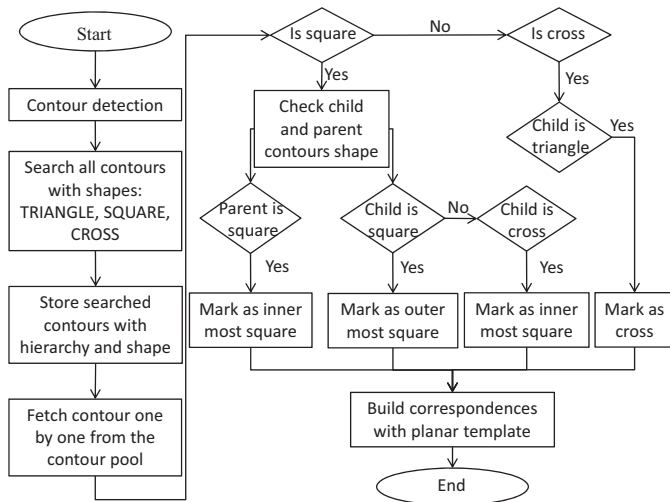 Start
Contour detection
Search all contours
with shapes:
TRIANGLE, SQUARE,
CROSS
Store searched
contours with
hierarchy and shape
Fetch contour one
by one from the
contour pool
Is square
No
Is cross
Yes
Yes
Check child
and parent
contours shape
Child is
triangle
Yes
Parent is
square
Child is
square
No
Child is
cross
Yes
Yes
Yes
Mark as inner
most square
Mark as outer
most square
Mark as inner
most square
Mark as
cross
Build correspondences
with planar template
End